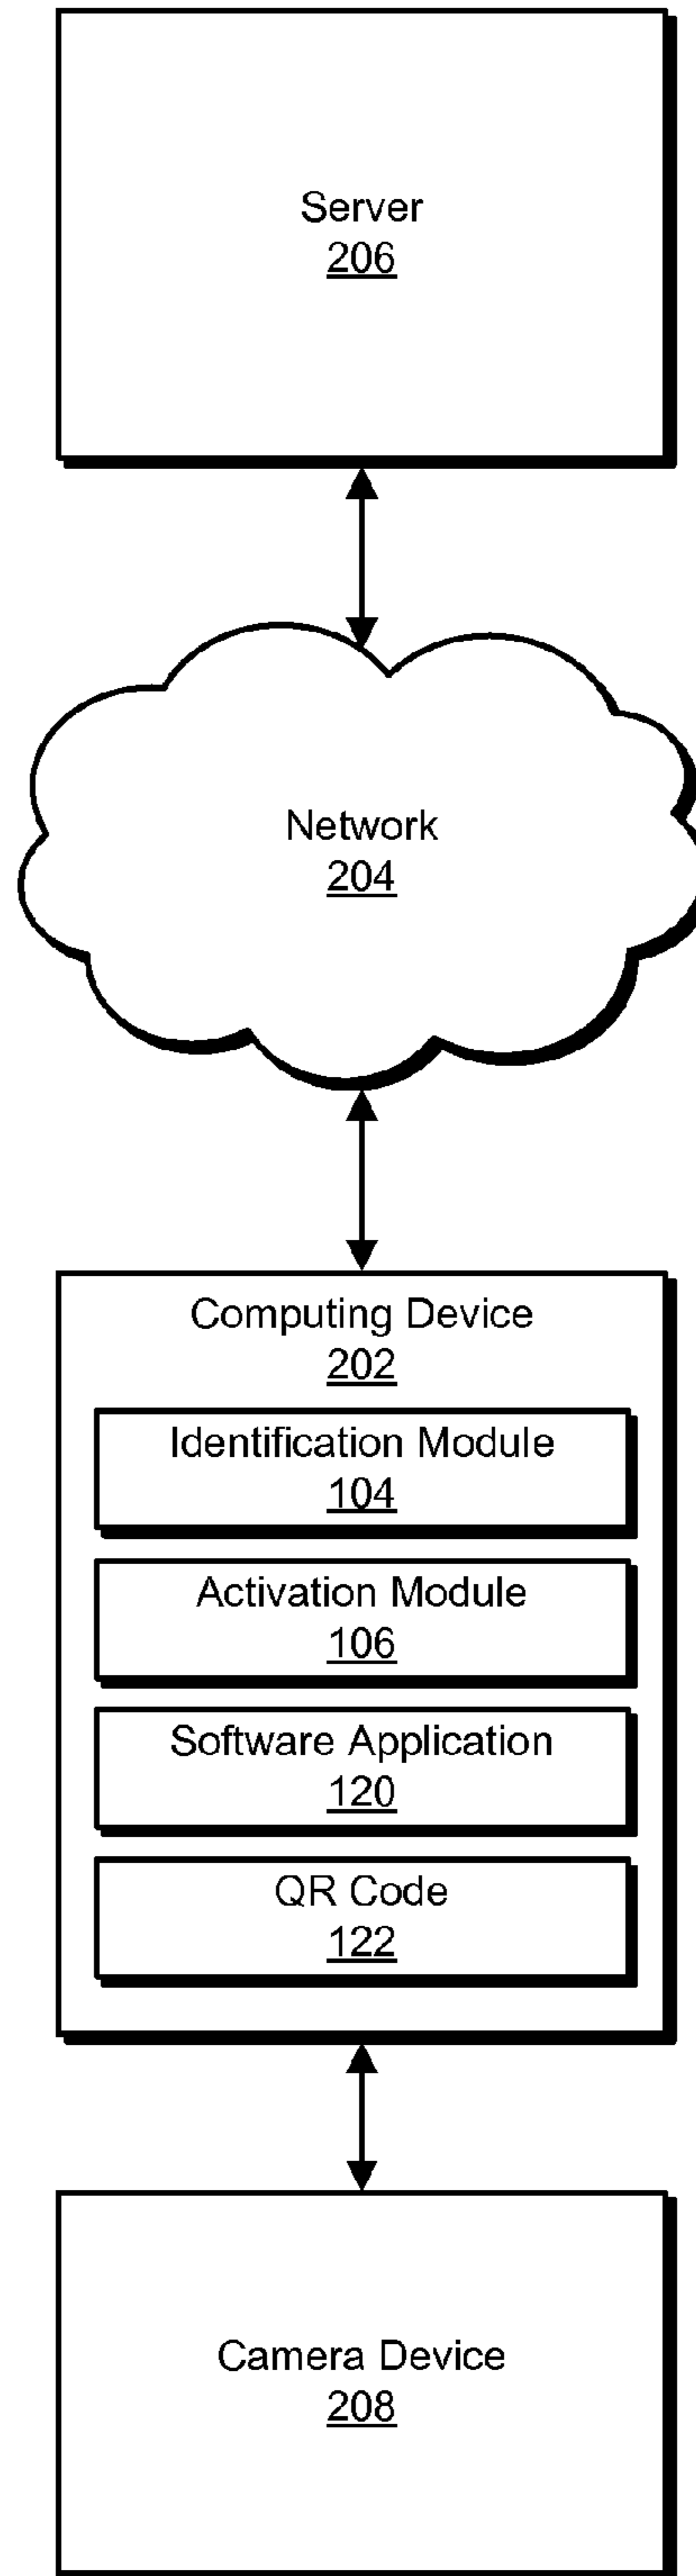 Server
206
Network
204
Computing Device
202
Identification Module
104
Activation Module
106
Software Application
120
QR Code
122
Camera Device
208